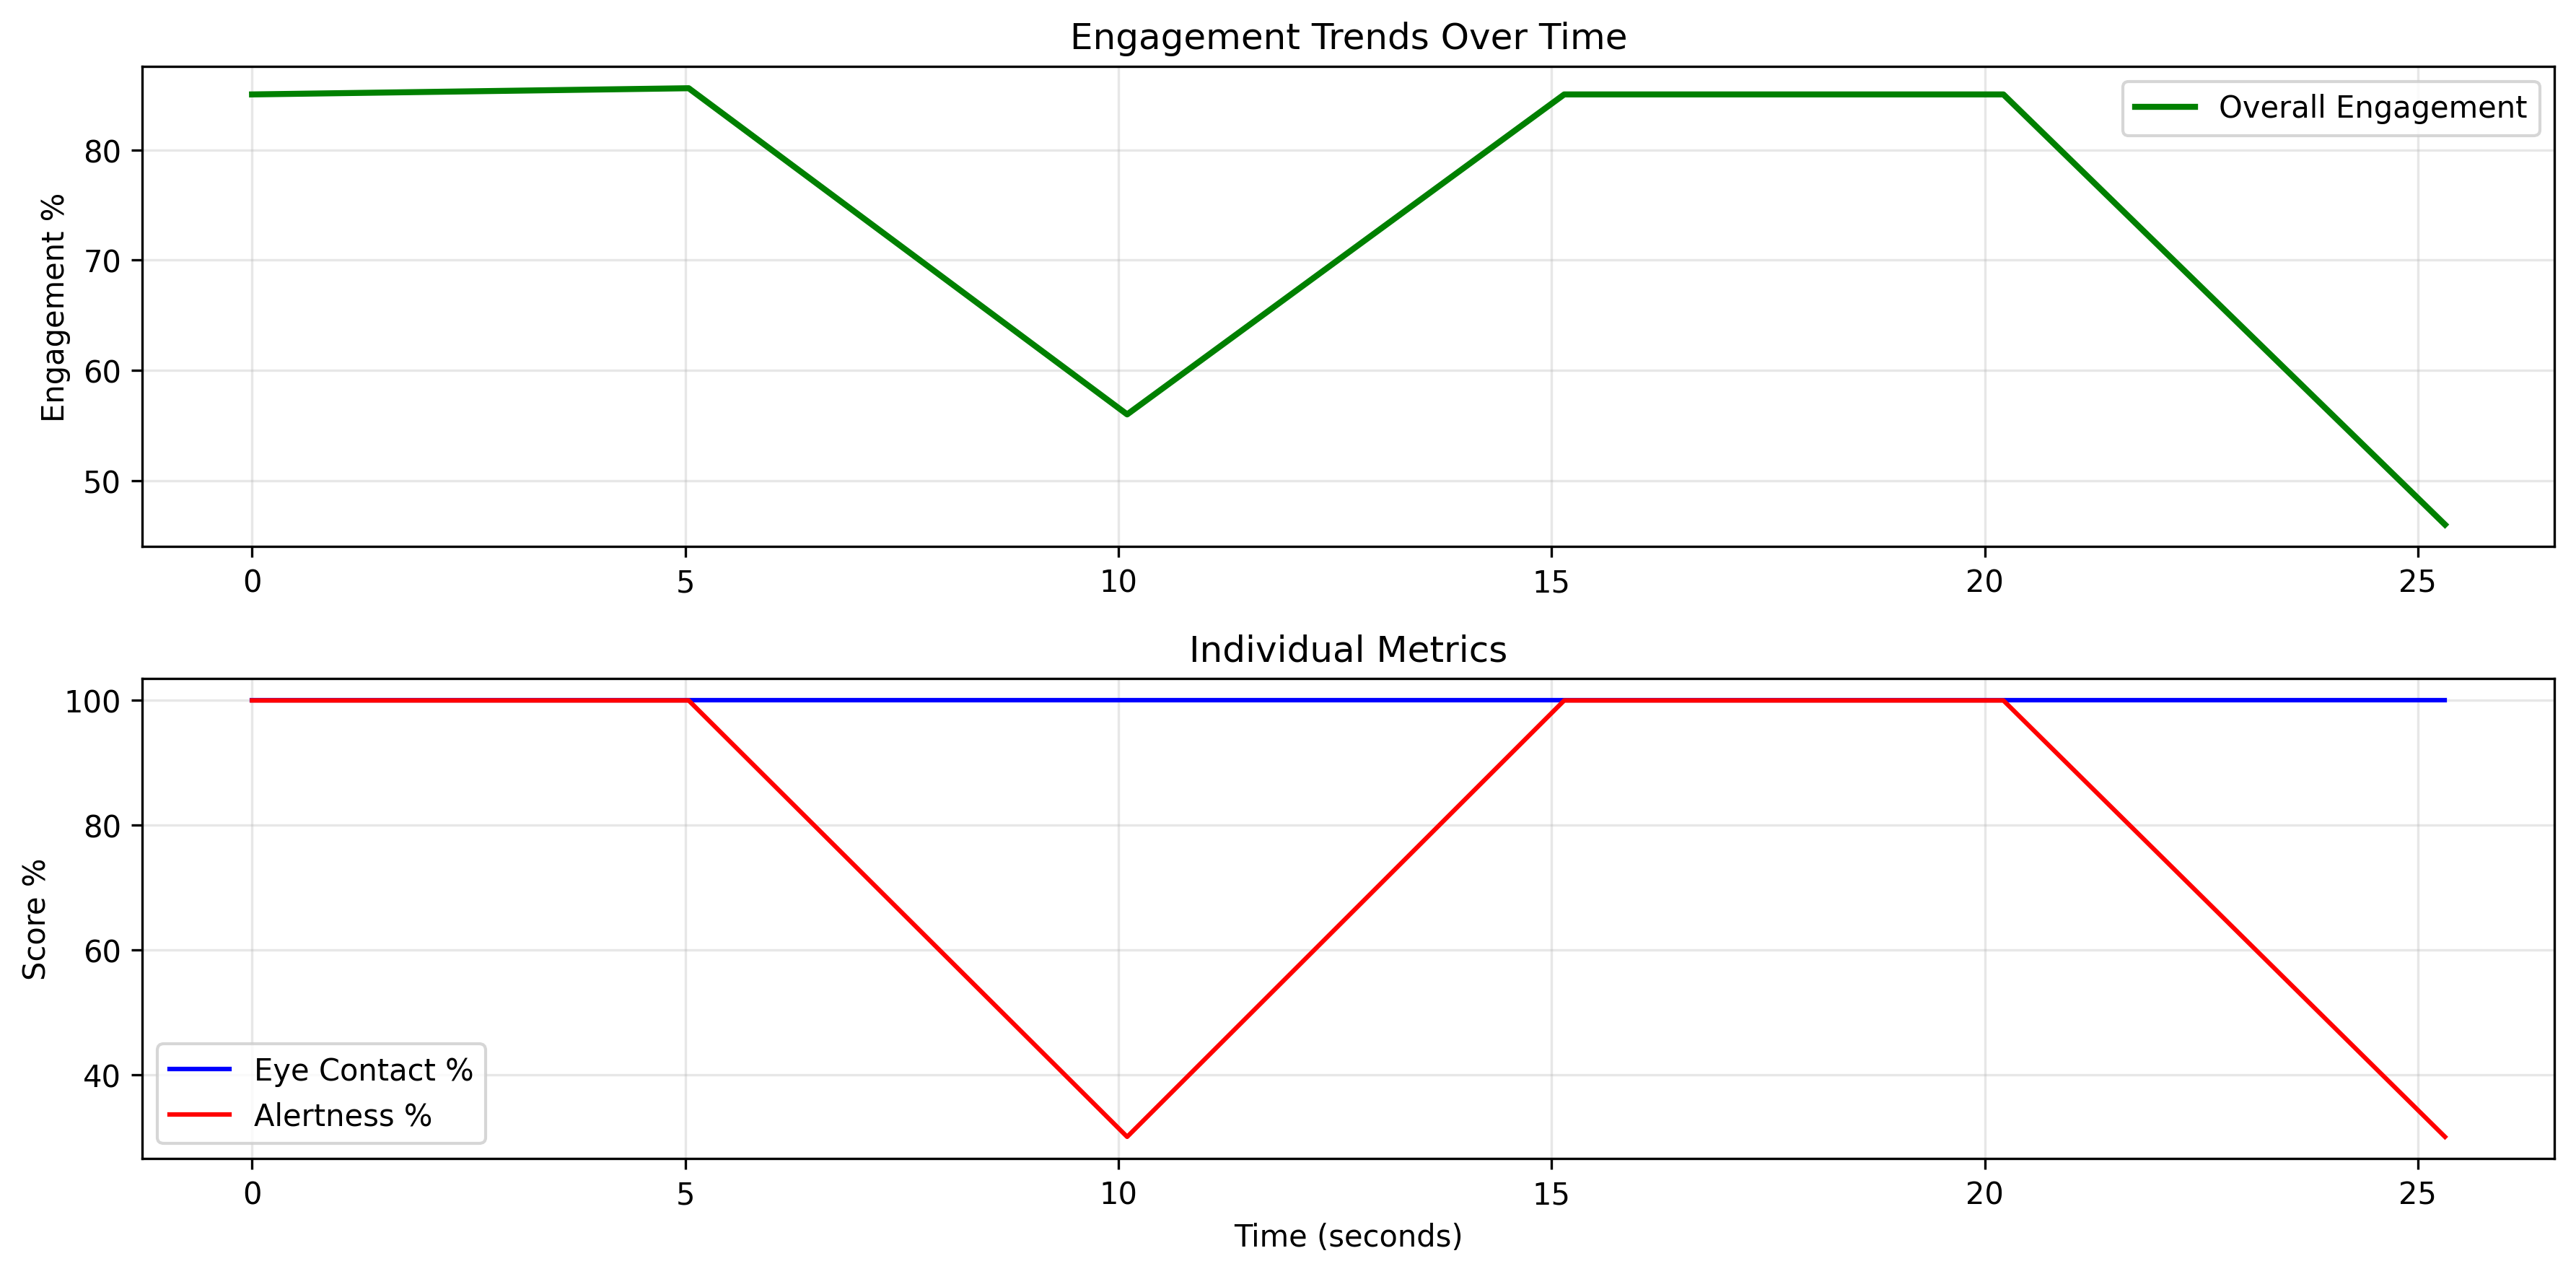 Engagement Trends Over Time
Engagement %
80
70
60
50
Overall Engagement
0 5 10 15 20 25
Individual Metrics
Score %
100
80
60
40
Eye Contact %
Alertness %
0 5 10 15 20 25
Time (seconds)